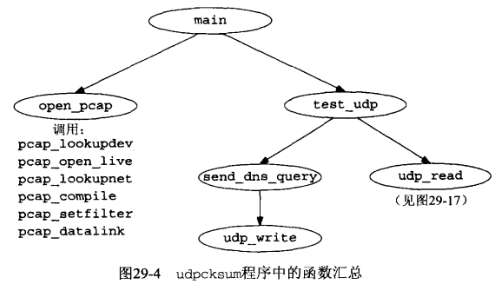 main
open_pcap
test_udp
调用:
pcap_lookupdev
pcap_open_live
pcap_lookupnet
pcap_compile
pcap_setfilter
pcap_datalink
send_dns_query
udp_read
(见图29-17)
udp_write
图29-4 udpcksum程序中的函数汇总